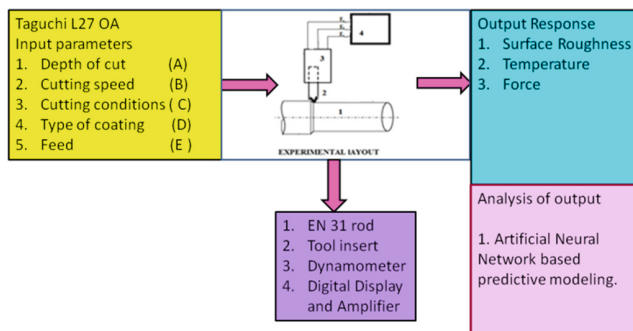 Taguchi L27 OA
Input parameters
1. Depth of cut (A)
2. Cutting speed (B)
3. Cutting conditions ( C)
4. Type of coating (D)
5. Feed (E )
4
3
2
1
EXPERIMENTAL LAYOUT
Output Response
1. Surface Roughness
2. Temperature
3. Force
1. EN 31 rod
2. Tool insert
3. Dynamometer
4. Digital Display
and Amplifier
Analysis of output
1. Artificial Neural
Network based
predictive modeling.